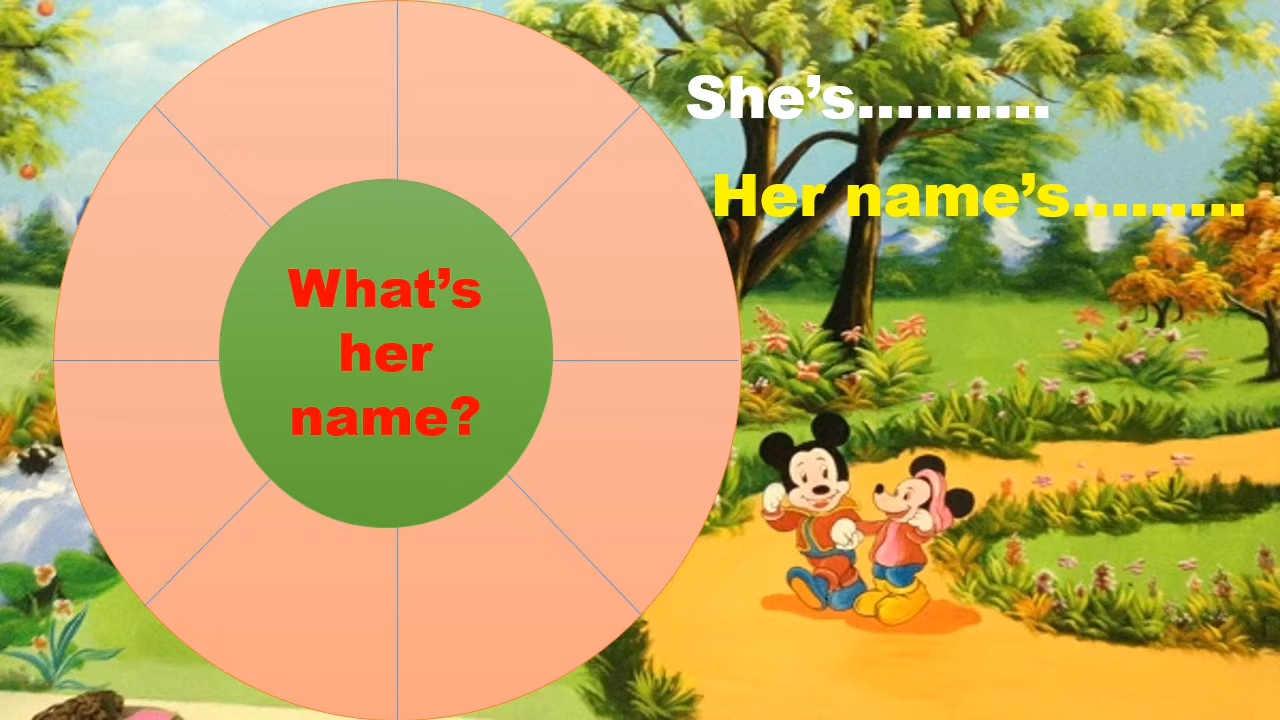 She’s..........
Her name’s.........
What’s
her
name?